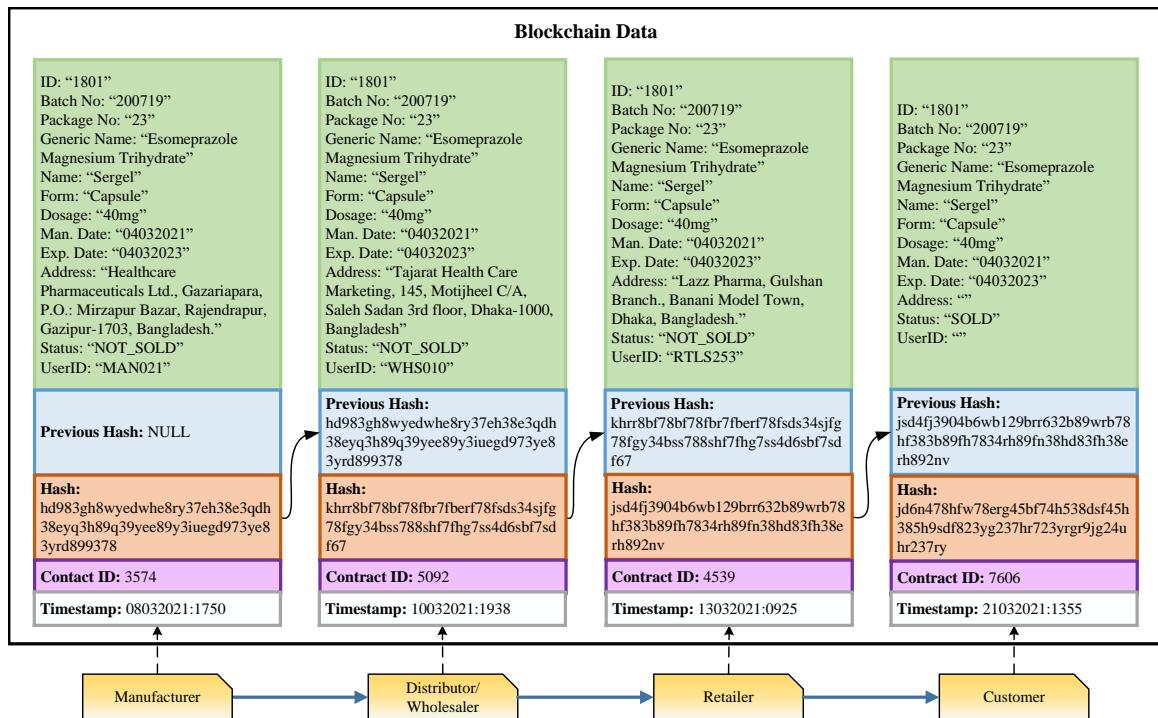 Blockchain Data
ID: “1801”
Batch No: “200719”
Package No: “23”
Generic Name: “Esomeprazole
Magnesium Trihydrate”
Name: “Sergel”
Form: “Capsule”
Dosage: “40mg”
Man. Date: “04032021”
Exp. Date: “04032023”
Address: “Healthcare
Pharmaceuticals Ltd., Gazariapara,
P.O.: Mirzapur Bazar, Rajendrapur,
Gazipur-1703, Bangladesh.”
Status: “NOT_SOLD”
UserID: “MAN021”
Previous Hash: NULL
Hash:
hd983gh8wyedwhe8ry37eh38e3qdh
38eyq3h89q39yee89y3iuegd973ye8
3yrd899378
Contact ID: 3574
Timestamp: 08032021:1750
ID: “1801”
Batch No: “200719”
Package No: “23”
Generic Name: “Esomeprazole
Magnesium Trihydrate”
Name: “Sergel”
Form: “Capsule”
Dosage: “40mg”
Man. Date: “04032021”
Exp. Date: “04032023”
Address: “Tajarat Health Care
Marketing, 145, Motijheel C/A,
Saleh Sadan 3rd floor, Dhaka-1000,
Bangladesh”
Status: “NOT_SOLD”
UserID: “WHS010”
Previous Hash:
hd983gh8wyedwhe8ry37eh38e3qdh
38eyq3h89q39yee89y3iuegd973ye8
3yrd899378
Hash:
khrr8bf78bf78fbr7fberf78fsds34sjfg
78fgy34bss788shf7fhg7ss4d6sbf7sd
f67
Contract ID: 5092
Timestamp: 10032021:1938
ID: “1801”
Batch No: “200719”
Package No: “23”
Generic Name: “Esomeprazole
Magnesium Trihydrate”
Name: “Sergel”
Form: “Capsule”
Dosage: “40mg”
Man. Date: “04032021”
Exp. Date: “04032023”
Address: “Lazz Pharma, Gulshan
Branch., Banani Model Town,
Dhaka, Bangladesh.”
Status: “NOT_SOLD”
UserID: “RTLS253”
Previous Hash:
khrr8bf78bf78fbr7fberf78fsds34sjfg
78fgy34bss788shf7fhg7ss4d6sbf7sd
f67
Hash:
jsd4fj3904b6wb129brr632b89wrb78
hf383b89fh7834rh89fn38hd83fh38e
rh892nv
Contract ID: 4539
Timestamp: 13032021:0925
ID: “1801”
Batch No: “200719”
Package No: “23”
Generic Name: “Esomeprazole
Magnesium Trihydrate”
Name: “Sergel”
Form: “Capsule”
Dosage: “40mg”
Man. Date: “04032021”
Exp. Date: “04032023”
Address: “”
Status: “SOLD”
UserID: “”
Previous Hash:
jsd4fj3904b6wb129brr632b89wrb78
hf383b89fh7834rh89fn38hd83fh38e
rh892nv
Hash:
jd6n478hfw78erg45bf74h538dsf45h
385h9sdf823yg237hr723yrgr9jg24u
hr237ry
Contract ID: 7606
Timestamp: 21032021:1355
Manufacturer
Distributor/
Wholesaler
Retailer
Customer